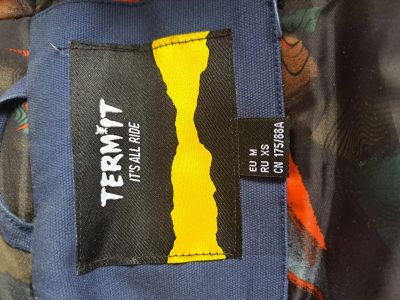 TERMIT
IT'S ALL RIDE
EU M
RU XS
CN 175/88A